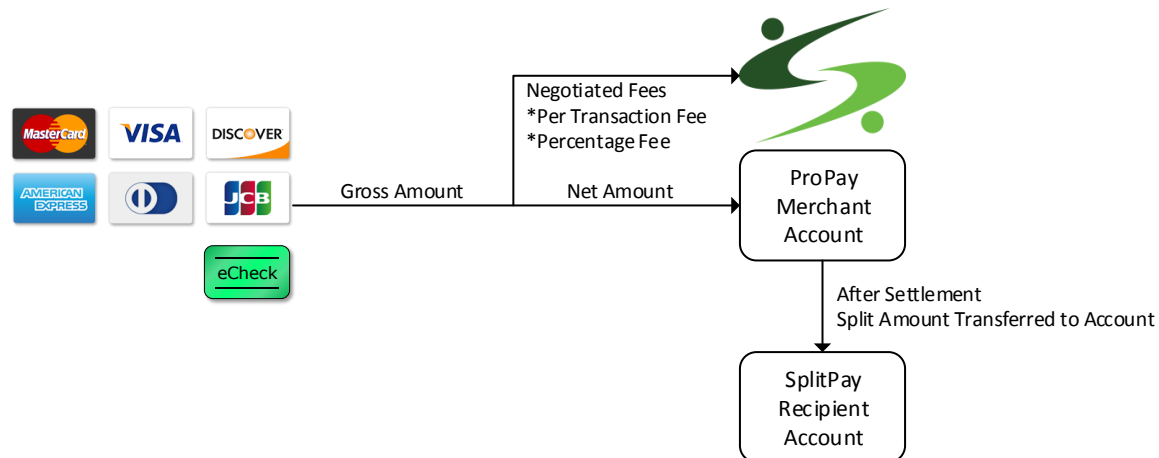 Negotiated Fees
*Per Transaction Fee
*Percentage Fee
MasterCard
VISA
DISCOVER
AMERICAN
EXPRESS
JCB
Gross Amount
Net Amount
ProPay
Merchant
Account
eCheck
After Settlement
Split Amount Transferred to Account
SplitPay
Recipient
Account